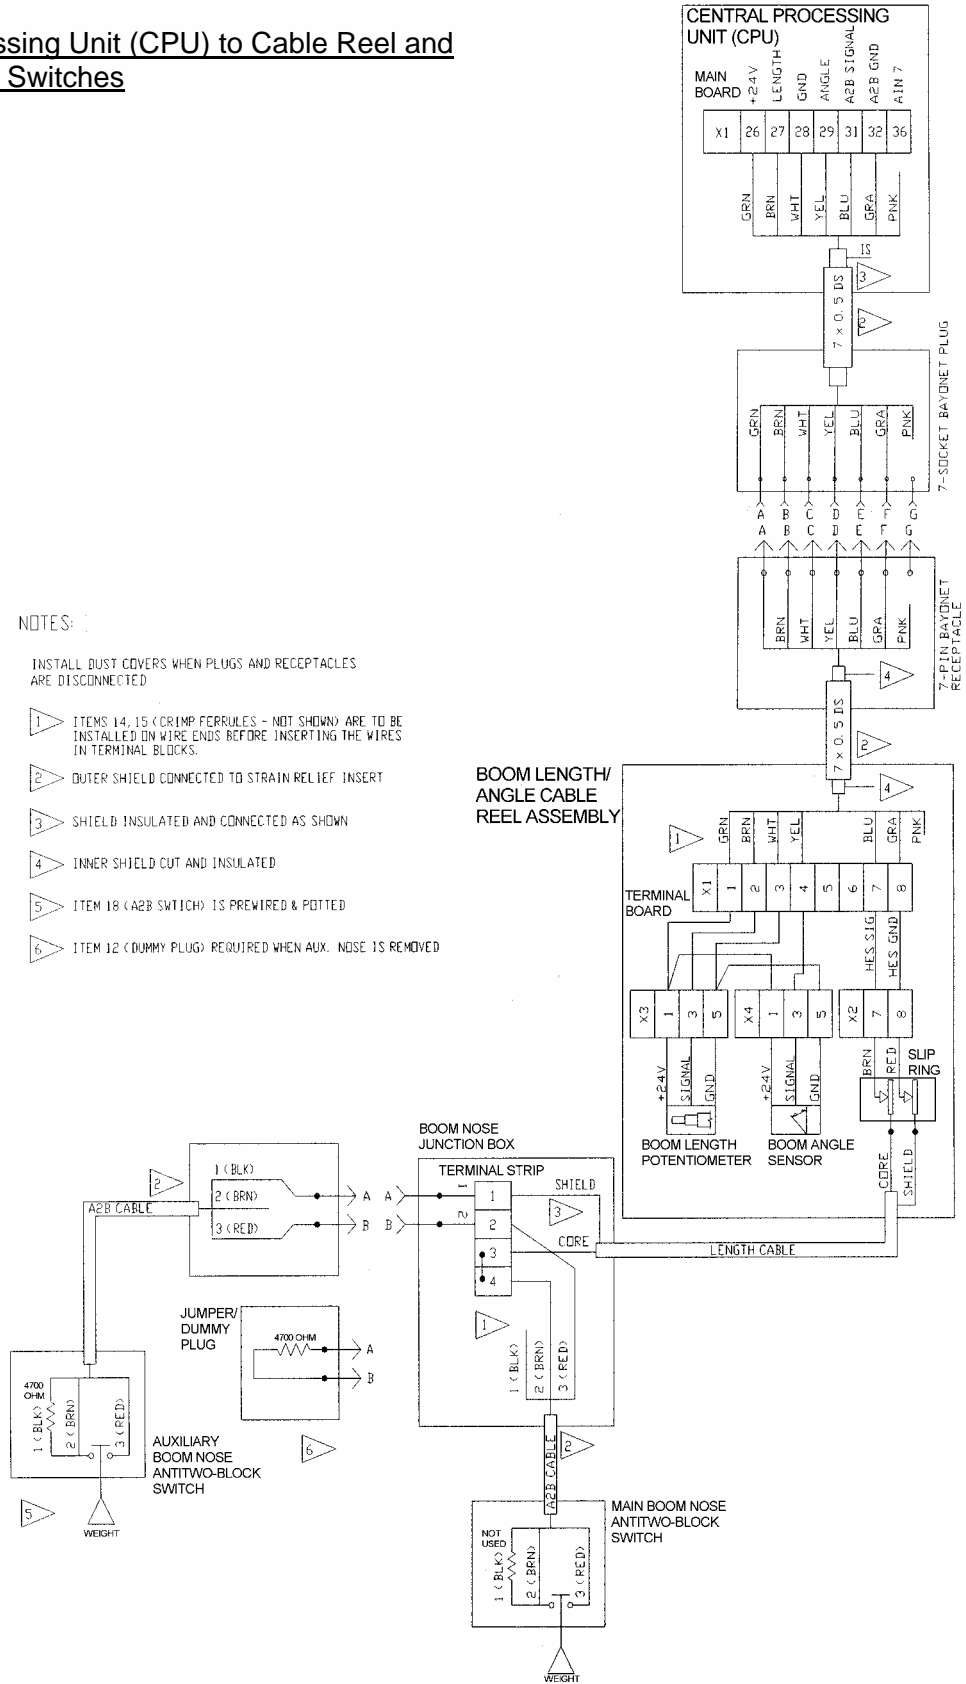 ssing Unit (CPU) to Cable Reel and
Switches
CENTRAL PROCESSING
UNIT (CPU)
MAIN
BOARD
+24V
LENGTH
GND
ANGLE
A2B SIGNAL
A2B GND
AIN 7
X1 26 27 28 29 31 32 36
GRN
BRN
WHT
YEL
BLU
GRA
PNK
IS
3
7 x 0.5 DS
2
GRN
BRN
WHT
YEL
BLU
GRA
PNK
7-SOCKET BAYONET PLUG
A B C D E F G
A B C D E F G
BRN
WHT
YEL
BLU
GRA
PNK
7-PIN BAYONET
RECEPTACLE
4
7 x 0.5 DS
2
4
NOTES:
INSTALL DUST COVERS WHEN PLUGS AND RECEPTACLES
ARE DISCONNECTED
1 ITEMS 14, 15 (CRIMP FERRULES - NOT SHOWN) ARE TO BE
INSTALLED ON WIRE ENDS BEFORE INSERTING THE WIRES
IN TERMINAL BLOCKS.
2 OUTER SHIELD CONNECTED TO STRAIN RELIEF INSERT
3 SHIELD INSULATED AND CONNECTED AS SHOWN
4 INNER SHIELD CUT AND INSULATED
5 ITEM 18 (A2B SWTICH) IS PREWIRED & POTTED
6 ITEM 12 (DUMMY PLUG) REQUIRED WHEN AUX. NOSE IS REMOVED
BOOM LENGTH/
ANGLE CABLE
REEL ASSEMBLY
1
GRN
BRN
WHT
YEL
BLU
GRA
PNK
TERMINAL
BOARD
X1 1 2 3 4 5 6 7 8
HES SIG
HES GND
X3 1 3 5
X4 1 3 5
X2 7 8
+24V
SIGNAL
GND
+24V
SIGNAL
GND
BRN
RED
SLIP
RING
BOOM LENGTH
POTENTIOMETER
BOOM ANGLE
SENSOR
CORE
SHIELD
LENGTH CABLE
BOOM NOSE
JUNCTION BOX
TERMINAL STRIP
1
2
1
2
3
4
SHIELD
3
CORE
1
1 (BLK)
2 (BRN)
3 (RED)
2
A2B CABLE
1 (BLK)
2 (BRN)
3 (RED)
A A
B B
A2B CABLE
2
JUMPER/
DUMMY
PLUG
4700 OHM
A
B
6
4700
OHM
1 (BLK)
2 (BRN)
3 (RED)
AUXILIARY
BOOM NOSE
ANTITWO-BLOCK
SWITCH
5
WEIGHT
MAIN BOOM NOSE
ANTITWO-BLOCK
SWITCH
NOT
USED
1 (BLK)
2 (BRN)
3 (RED)
WEIGHT